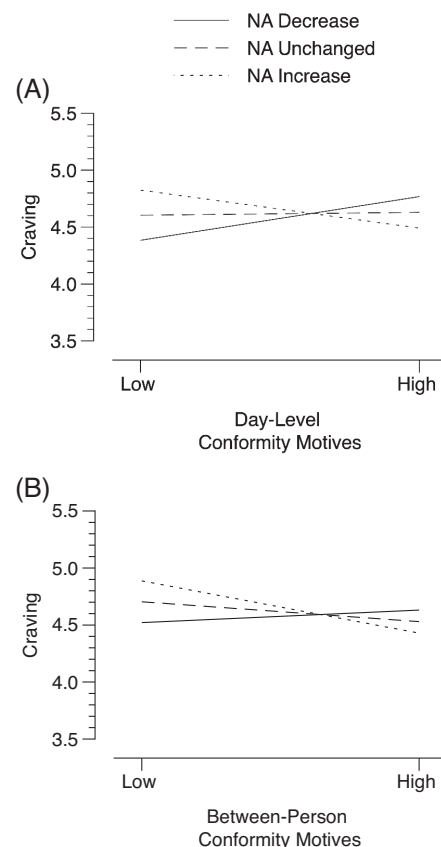 NA Decrease
NA Unchanged
NA Increase
(A)
5.5
5.0
4.5
4.0
3.5
Craving
Low
High
Day-Level
Conformity Motives
(B)
5.5
5.0
4.5
4.0
3.5
Craving
Low
High
Between-Person
Conformity Motives